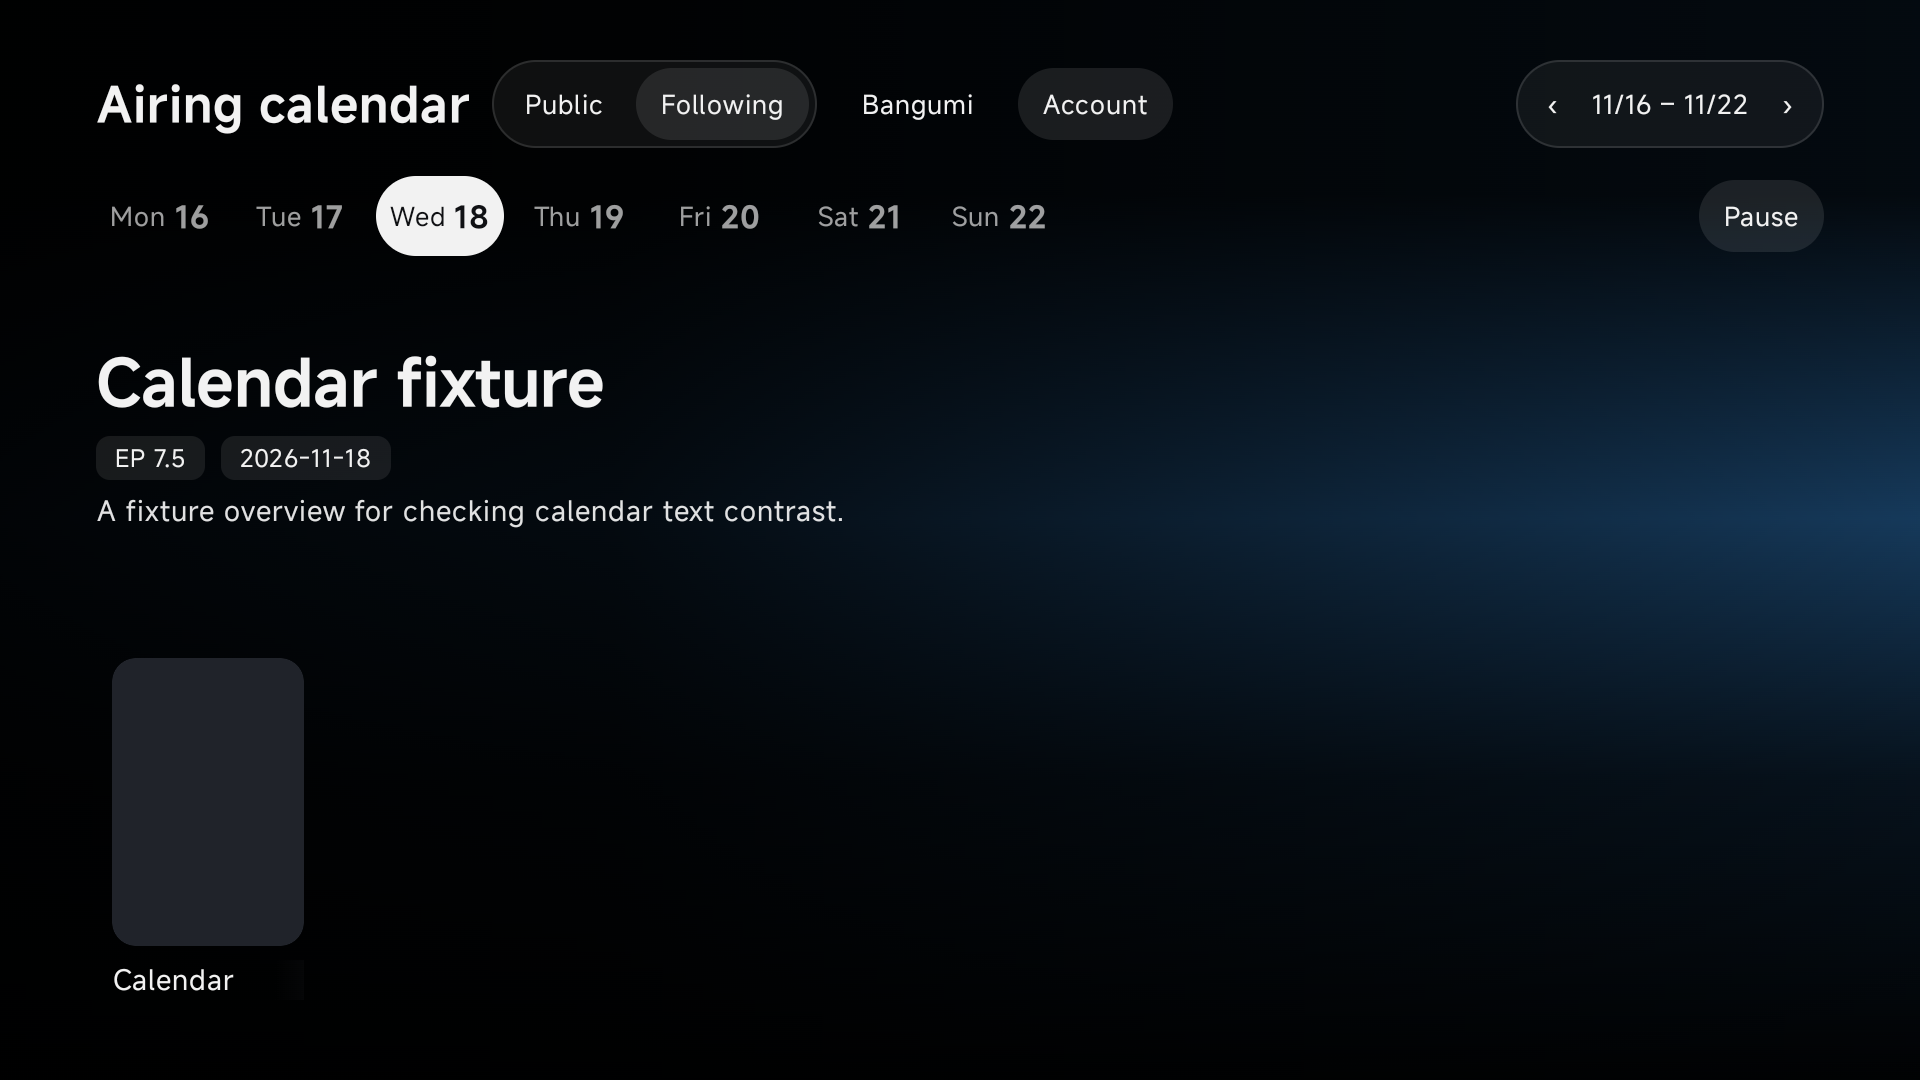 Airing calendar Public Following Bangumi Account ‹ 11/16 – 11/22 ›
Mon 16 Tue 17 Wed 18 Thu 19 Fri 20 Sat 21 Sun 22 Pause
Calendar fixture
EP 7.5 2026-11-18
A fixture overview for checking calendar text contrast.
Calendar